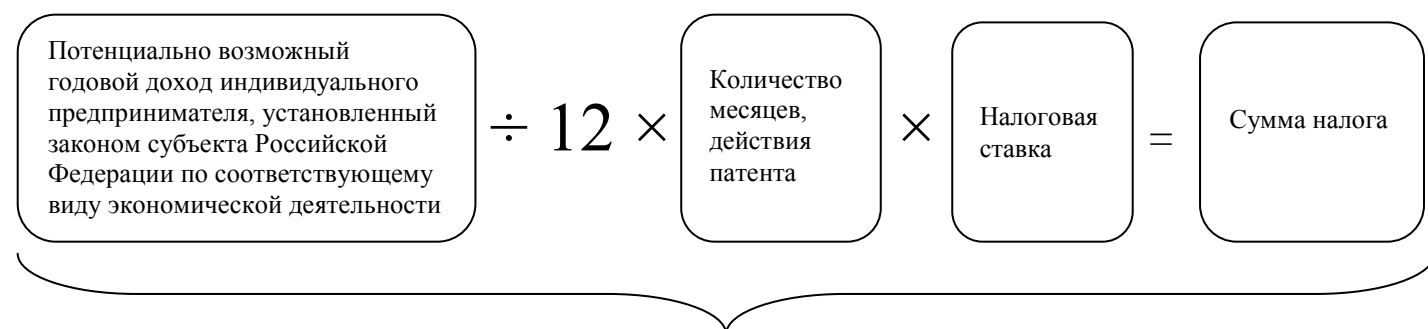 Потенциально возможный
годовой доход индивидуального
предпринимателя, установленный
законом субъекта Российской
Федерации по соответствующему
виду экономической деятельности
÷ 12 ×
Количество
месяцев,
действия
патента
×
Налоговая
ставка
=
Сумма налога